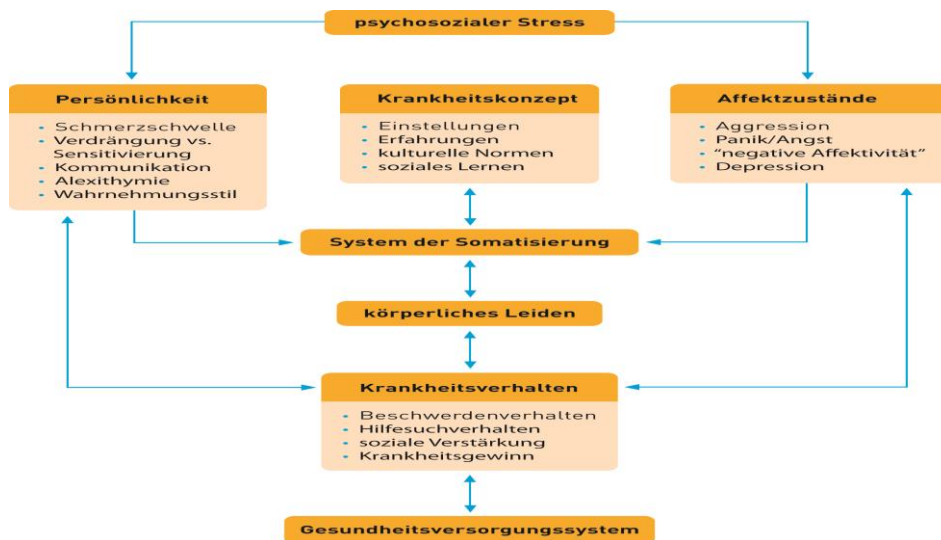 psychosozialer Stress
Persönlichkeit
• Schmerzschwelle
• Verdrängung vs.
Sensitivierung
• Kommunikation
• Alexithymie
• Wahrnehmungsstil
Krankheitskonzept
• Einstellungen
• Erfahrungen
• kulturelle Normen
• soziales Lernen
Affektzustände
• Aggression
• Panik/Angst
• “negative Affektivität”
• Depression
System der Somatisierung
körperliches Leiden
Krankheitsverhalten
• Beschwerdenverhalten
• Hilfesuchverhalten
• soziale Verstärkung
• Krankheitsgewinn
Gesundheitsversorgungssystem